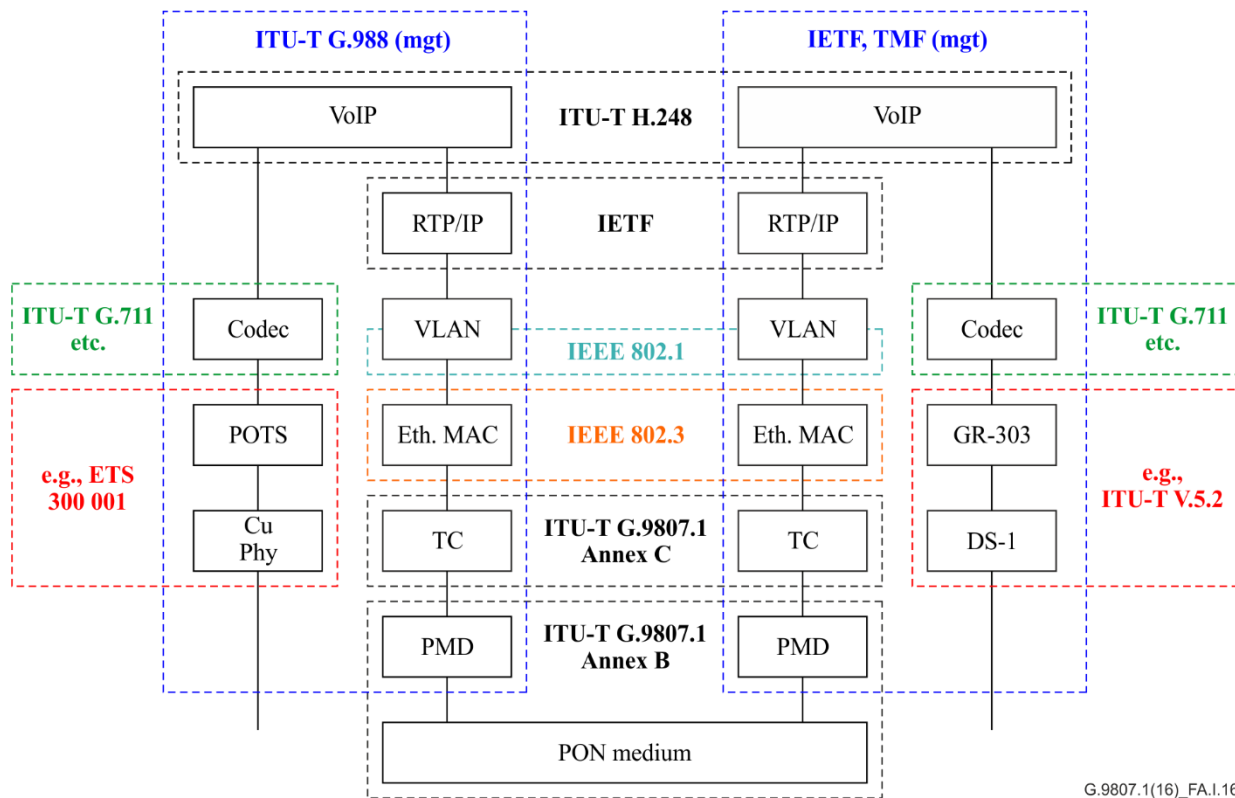 ITU-T G.988 (mgt)
IETF, TMF (mgt)
VoIP
ITU-T H.248
VoIP
RTP/IP
IETF
RTP/IP
ITU-T G.711
etc.
Codec
VLAN
IEEE 802.1
VLAN
Codec
ITU-T G.711
etc.
e.g., ETS
300 001
POTS
Eth. MAC
IEEE 802.3
Eth. MAC
GR-303
e.g.,
ITU-T V.5.2
Cu
Phy
TC
ITU-T G.9807.1
Annex C
TC
DS-1
PMD
ITU-T G.9807.1
Annex B
PMD
PON medium
G.9807.1(16)_FA.I.16